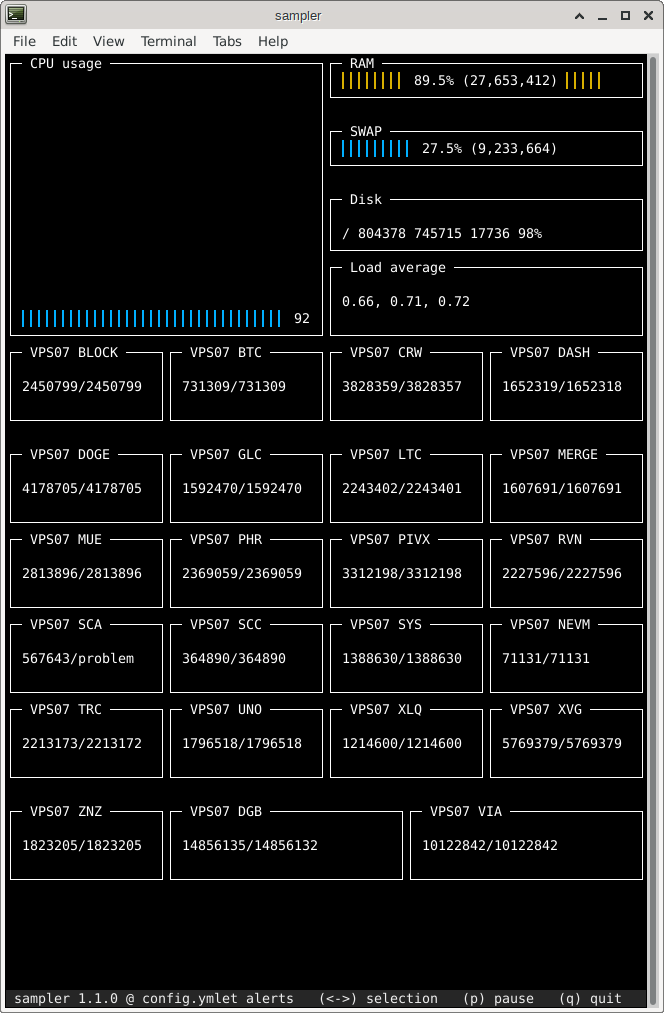 sampler
File Edit View Terminal Tabs Help
CPU usage
92
RAM
89.5% (27,653,412)
SWAP
27.5% (9,233,664)
Disk
/ 804378 745715 17736 98%
Load average
0.66, 0.71, 0.72
VPS07 BLOCK
2450799/2450799
VPS07 BTC
731309/731309
VPS07 CRW
3828359/3828357
VPS07 DASH
1652319/1652318
VPS07 DOGE
4178705/4178705
VPS07 GLC
1592470/1592470
VPS07 LTC
2243402/2243401
VPS07 MERGE
1607691/1607691
VPS07 MUE
2813896/2813896
VPS07 PHR
2369059/2369059
VPS07 PIVX
3312198/3312198
VPS07 RVN
2227596/2227596
VPS07 SCA
567643/problem
VPS07 SCC
364890/364890
VPS07 SYS
1388630/1388630
VPS07 NEVM
71131/71131
VPS07 TRC
2213173/2213172
VPS07 UNO
1796518/1796518
VPS07 XLQ
1214600/1214600
VPS07 XVG
5769379/5769379
VPS07 ZNZ
1823205/1823205
VPS07 DGB
14856135/14856132
VPS07 VIA
10122842/10122842
sampler 1.1.0 @ config.ymlet alerts (<->) selection (p) pause (q) quit